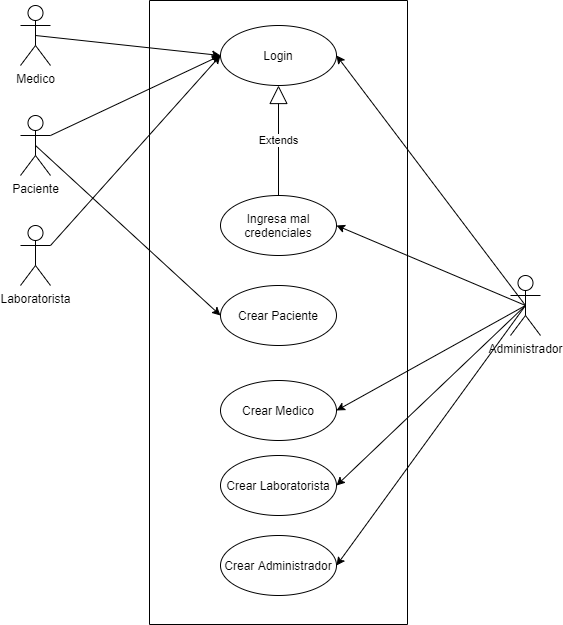 Login
Medico
Extends
Paciente
Ingresa mal
credenciales
Laboratorista
Crear Paciente
Administrador
Crear Medico
Crear Laboratorista
Crear Administrador